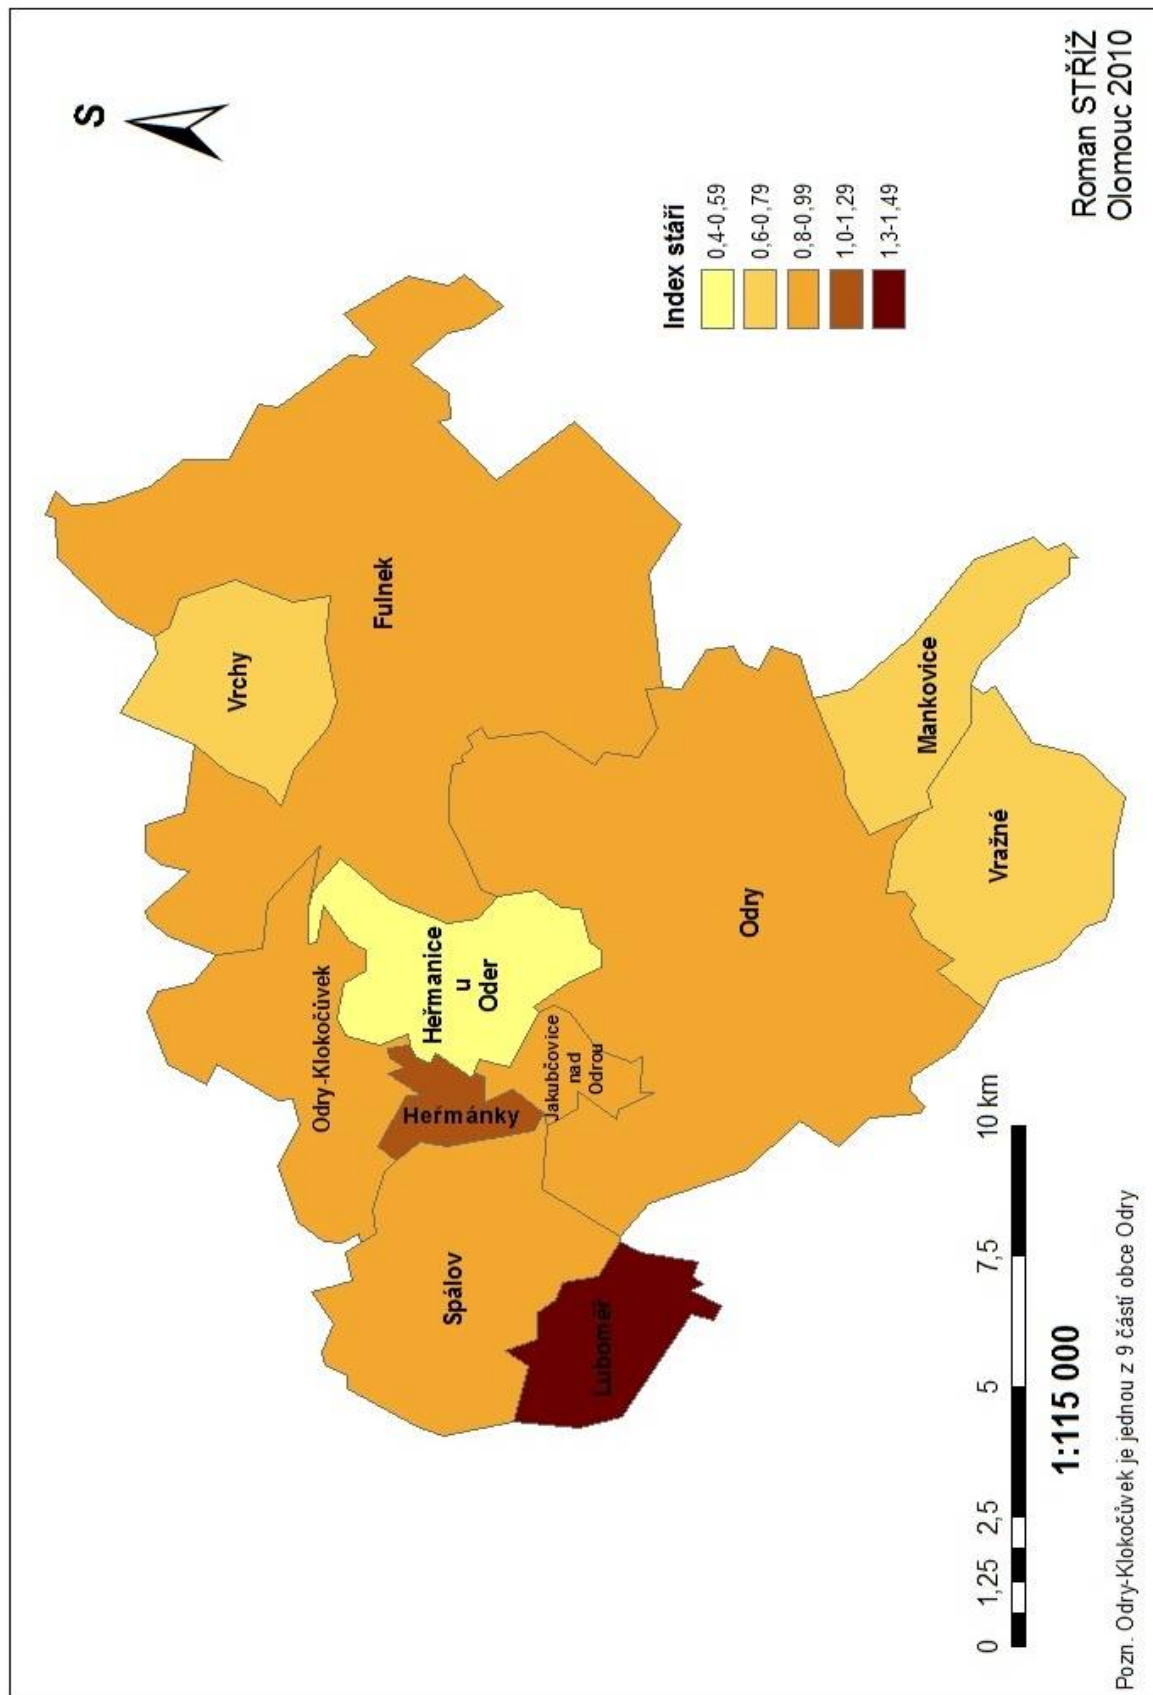 S
Vrchy
Fulnek
Odry-Klokočůvek
Heřmanice
u
Oder
Heřmánky
Jakubčovice
nad
Odrou
Spálov
Luboměř
Odry
Mankovice
Vražné
Index stáří
0,4-0,59
0,6-0,79
0,8-0,99
1,0-1,29
1,3-1,49
0 1,25 2,5 5 7,5 10 km
1:115 000
Pozn. Odry-Klokočůvek je jednou z 9 částí obce Odry
Roman STŘÍŽ
Olomouc 2010